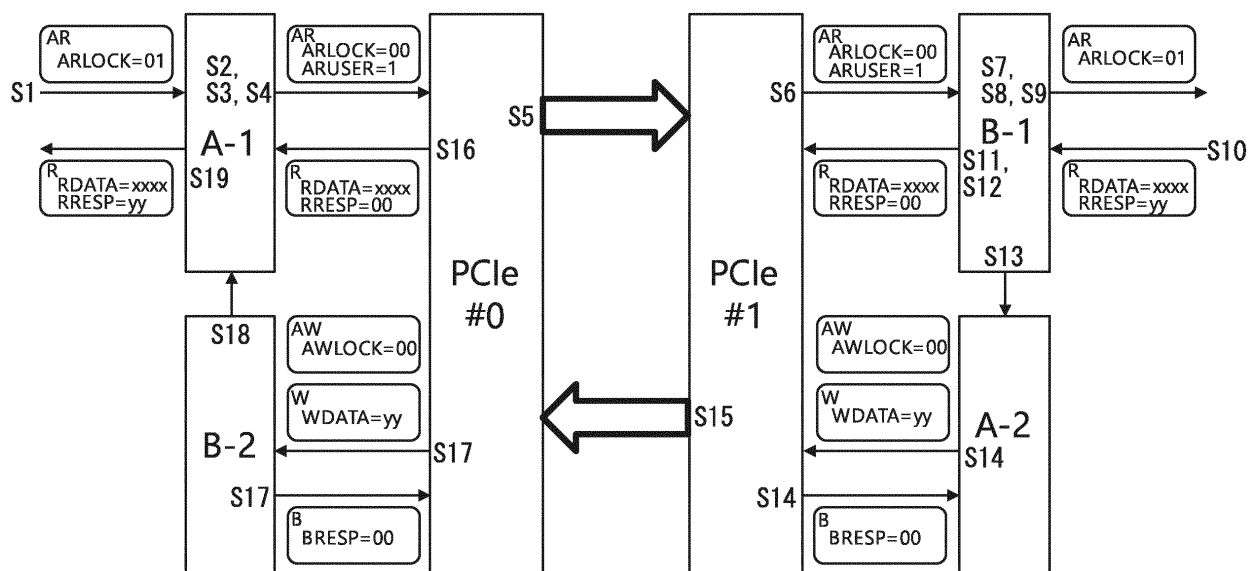 AR
ARLOCK=01
S1
S2,
S3, S4
A-1
S19
R
RDATA=xxxx
RRESP=yy
AR
ARLOCK=00
ARUSER=1
S16
R
RDATA=xxxx
RRESP=00
S5
PCIe
#0
PCIe
#1
S6
AR
ARLOCK=00
ARUSER=1
R
RDATA=xxxx
RRESP=00
S7,
S8, S9
B-1
S11,
S12
S13
AR
ARLOCK=01
S10
R
RDATA=xxxx
RRESP=yy
S18
B-2
S17
AW
AWLOCK=00
W
WDATA=yy
S17
B
BRESP=00
S15
AW
AWLOCK=00
W
WDATA=yy
S14
A-2
S14
B
BRESP=00